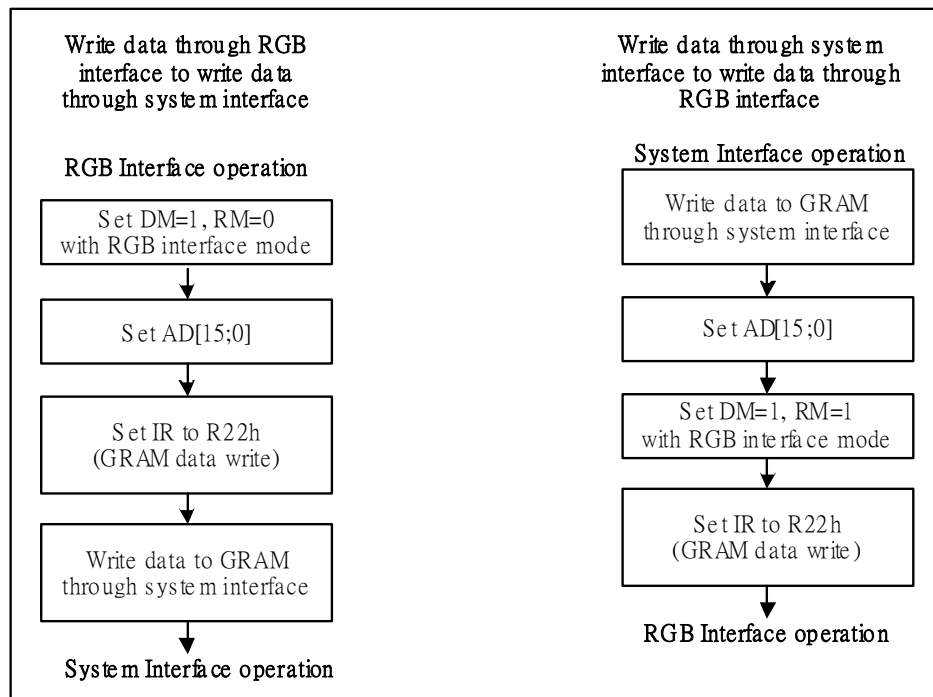 Write data through RGB
interface to write data
through system interface
RGB Interface operation
Set DM=1, RM=0
with RGB interface mode
Set AD[15;0]
Set IR to R22h
(GRAM data write)
Write data to GRAM
through system interface
System Interface operation
Write data through system
interface to write data through
RGB interface
System Interface operation
Write data to GRAM
through system interface
Set AD[15;0]
Set DM=1, RM=1
with RGB interface mode
Set IR to R22h
(GRAM data write)
RGB Interface operation